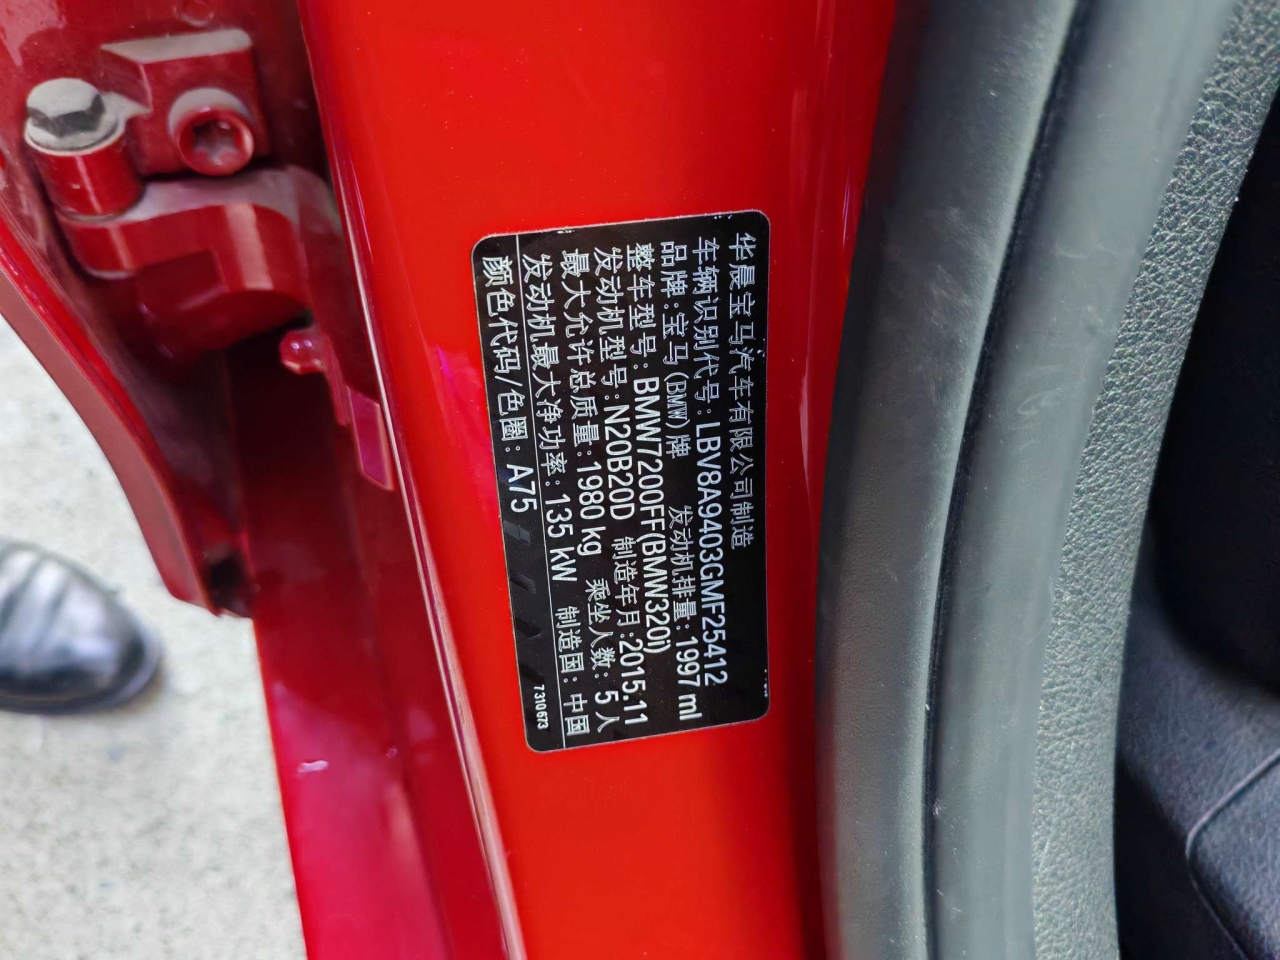 华晨宝马汽车有限公司制造
车辆识别代号: LBV8A9403GMF25412
品牌: 宝马(BMW)牌 发动机排量: 1997 ml
整车型号: BMW7200FF(BMW320i)
发动机型号: N20B20D 制造年月: 2015.11
最大允许总质量: 1980 kg 乘坐人数: 5 人
发动机最大净功率: 135 kW 制造国: 中国
颜色代码/色圈: A75 7310673